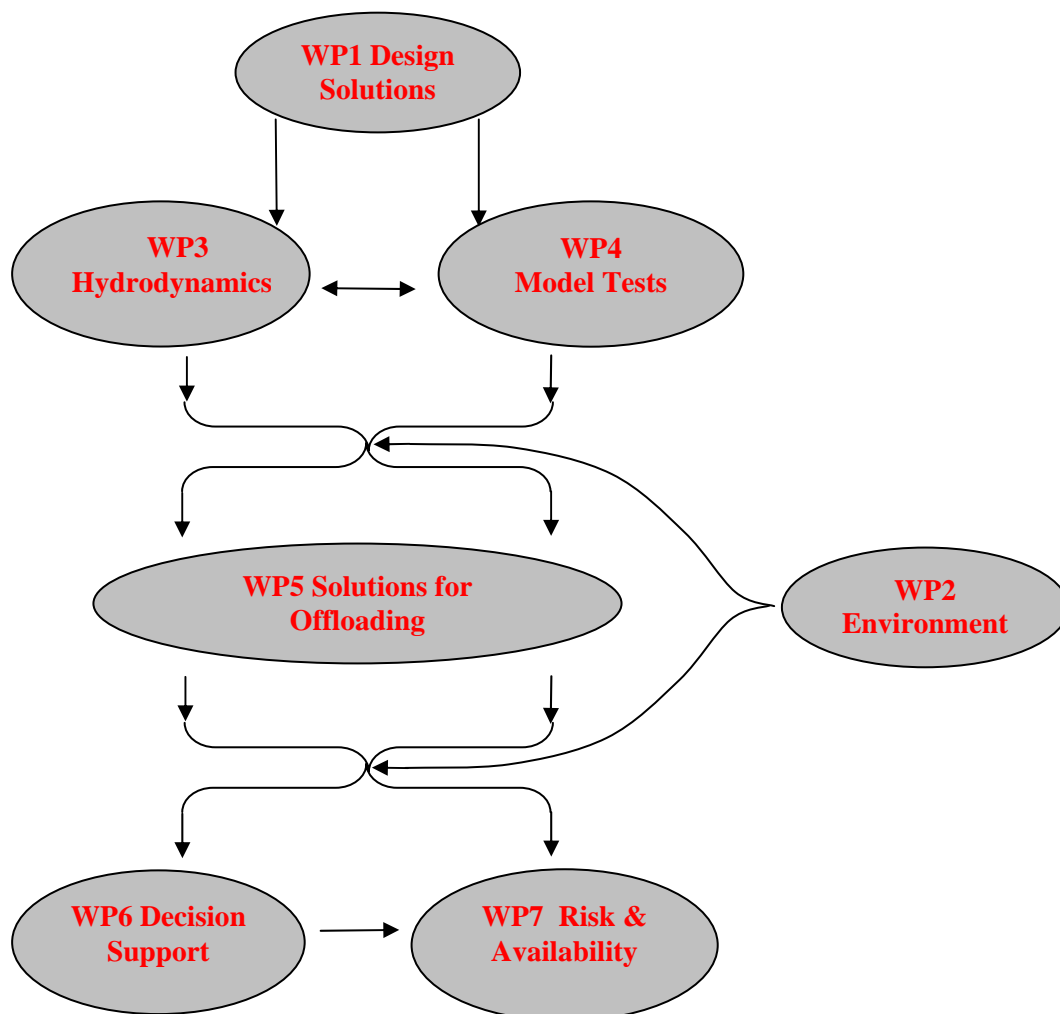 WP1 Design
Solutions
WP3
Hydrodynamics
WP4
Model Tests
WP5 Solutions for
Offloading
WP2
Environment
WP6 Decision
Support
WP7  Risk &
Availability